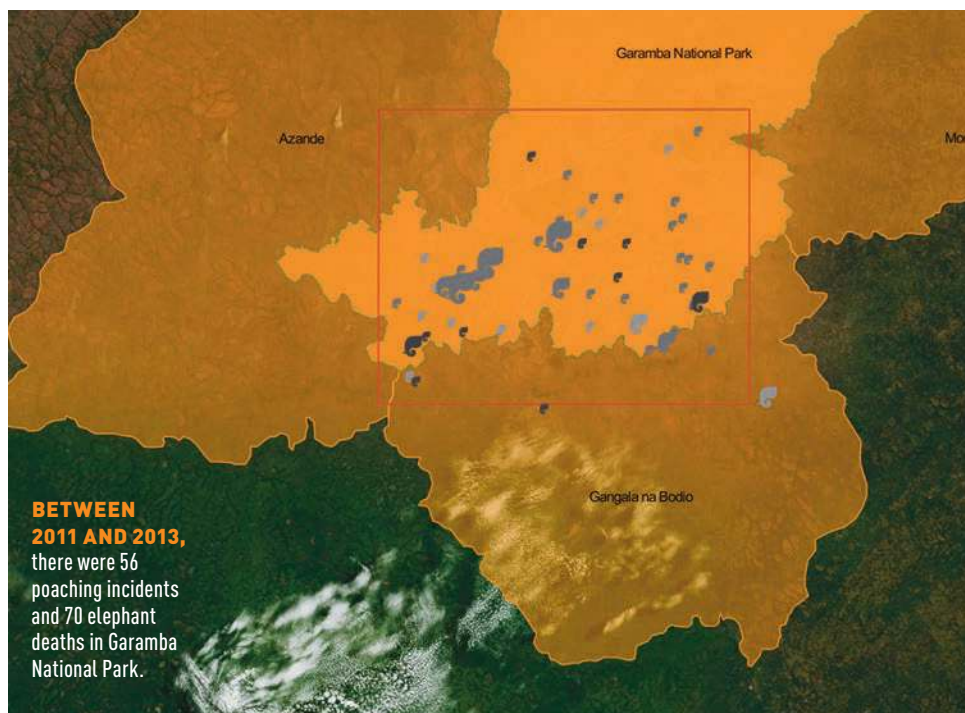 Garamba National Park
Azande
Gangala na Bodio
BETWEEN
2011 AND 2013,
there were 56
poaching incidents
and 70 elephant
deaths in Garamba
National Park.